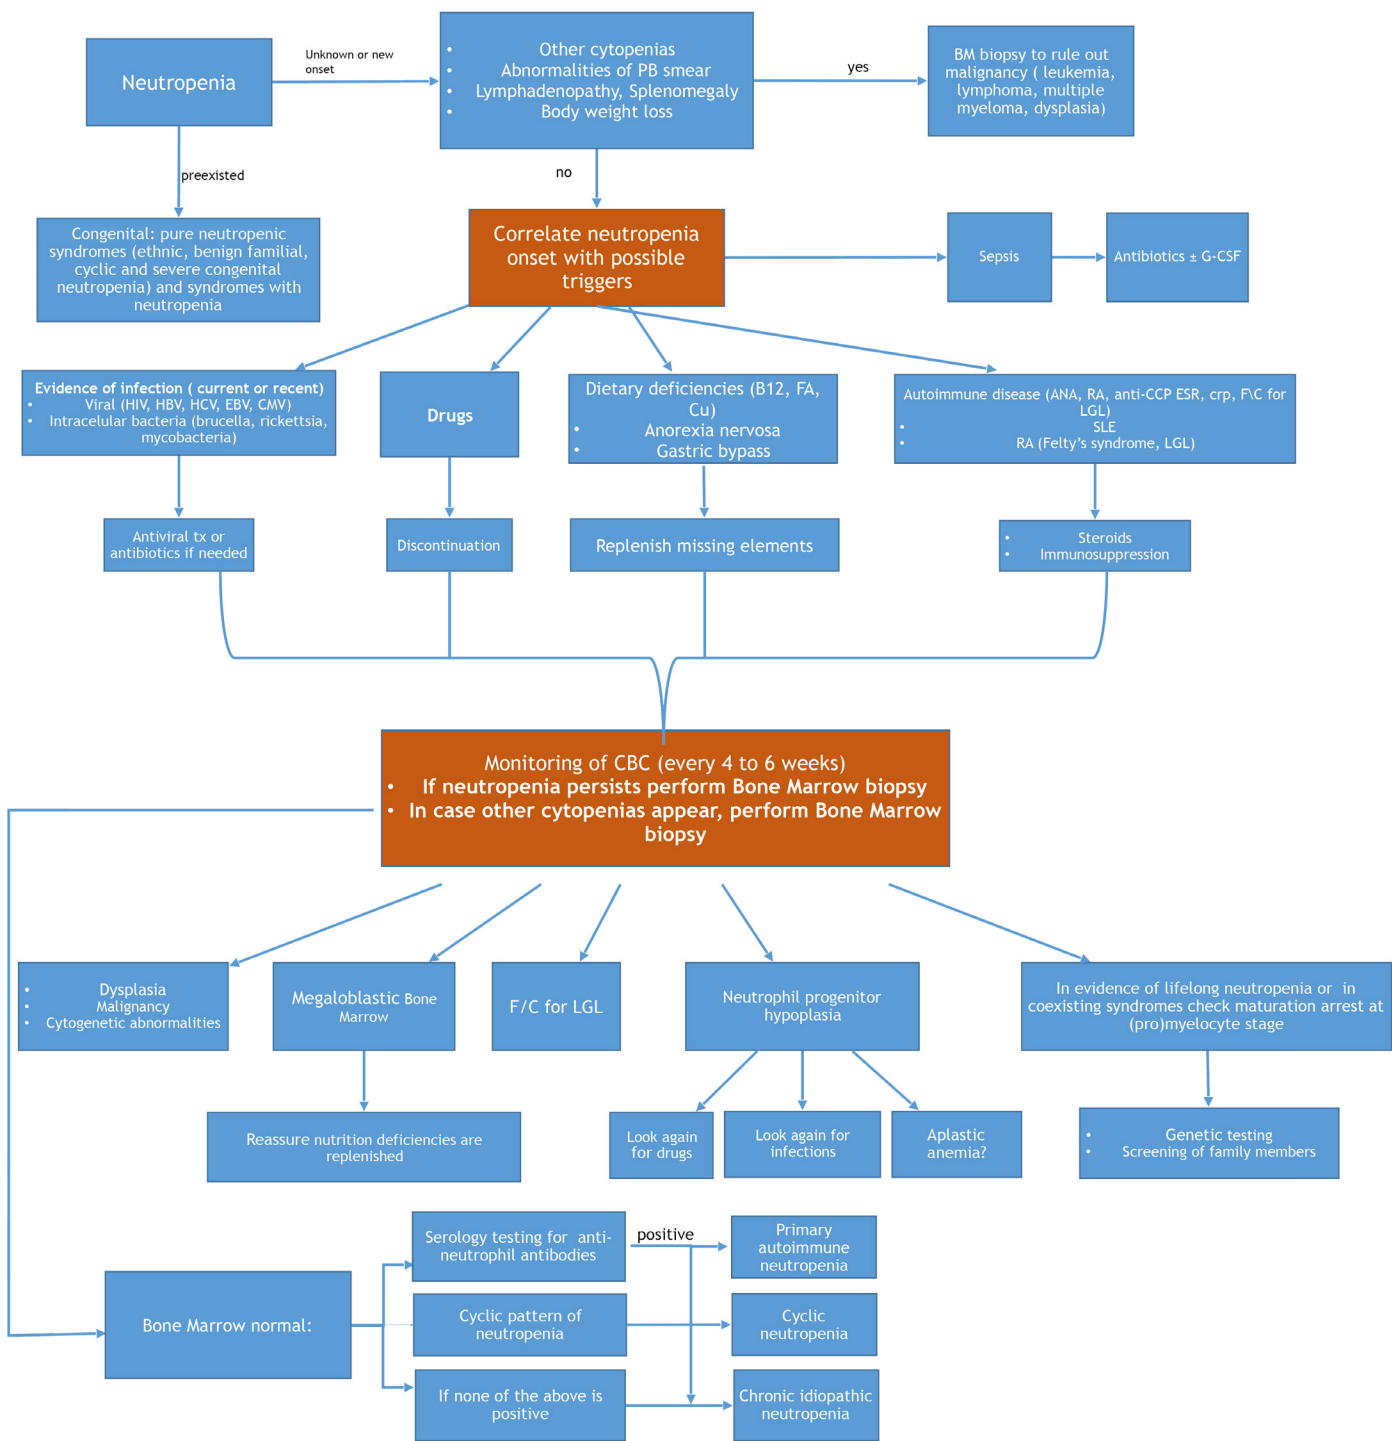 Neutropenia
Unknown or new
onset
• Other cytopenias
• Abnormalities of PB smear
• Lymphadenopathy, Splenomegaly
• Body weight loss
yes
BM biopsy to rule out
malignancy ( leukemia,
lymphoma, multiple
myeloma, dysplasia)
preexisted
no
Congenital: pure neutropenic
syndromes (ethnic, benign familial,
cyclic and severe congenital
neutropenia) and syndromes with
neutropenia
Correlate neutropenia
onset with possible
triggers
Sepsis
Antibiotics ± G-CSF
Evidence of infection ( current or recent)
• Viral (HIV, HBV, HCV, EBV, CMV)
• Intracelular bacteria (brucella, rickettsia,
mycobacteria)
Drugs
Dietary deficiencies (B12, FA,
Cu)
• Anorexia nervosa
• Gastric bypass
Autoimmune disease (ANA, RA, anti-CCP ESR, crp, F\C for
LGL)
• SLE
• RA (Felty's syndrome, LGL)
Antiviral tx or
antibiotics if needed
Discontinuation
Replenish missing elements
• Steroids
• Immunosuppression
Monitoring of CBC (every 4 to 6 weeks)
• If neutropenia persists perform Bone Marrow biopsy
• In case other cytopenias appear, perform Bone Marrow
biopsy
• Dysplasia
• Malignancy
• Cytogenetic abnormalities
Megaloblastic Bone
Marrow
F/C for LGL
Neutrophil progenitor
hypoplasia
In evidence of lifelong neutropenia or in
coexisting syndromes check maturation arrest at
(pro)myelocyte stage
Reassure nutrition deficiencies are
replenished
Look again
for drugs
Look again for
infections
Aplastic
anemia?
• Genetic testing
• Screening of family members
Bone Marrow normal:
Serology testing for anti-
neutrophil antibodies
positive
Primary
autoimmune
neutropenia
Cyclic pattern of
neutropenia
Cyclic
neutropenia
If none of the above is
positive
Chronic idiopathic
neutropenia